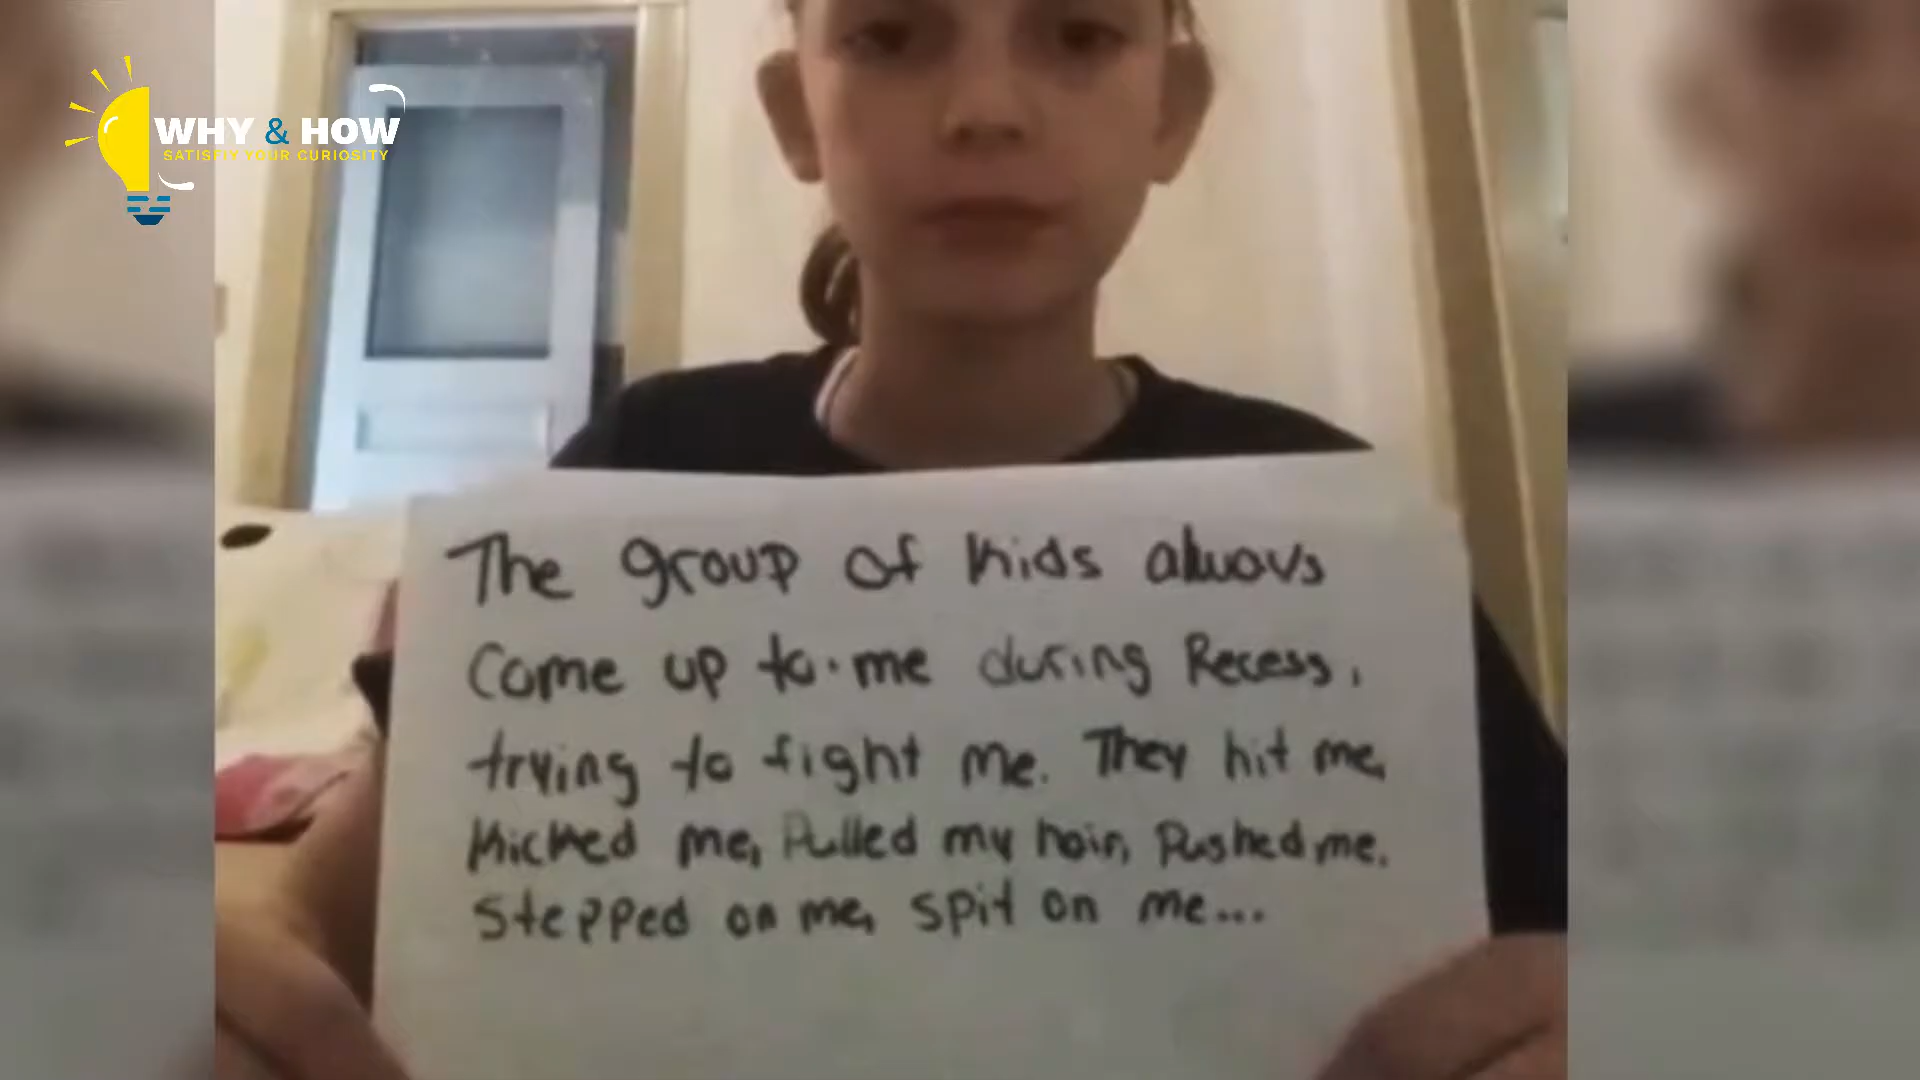 WHY & HOW
SATISFY YOUR CURIOSITY
The group of kids always
Come up to me during Recess,
trying to fight me. They hit me,
Kicked me, Pulled my hair, Pushed me,
Stepped on me, spit on me...